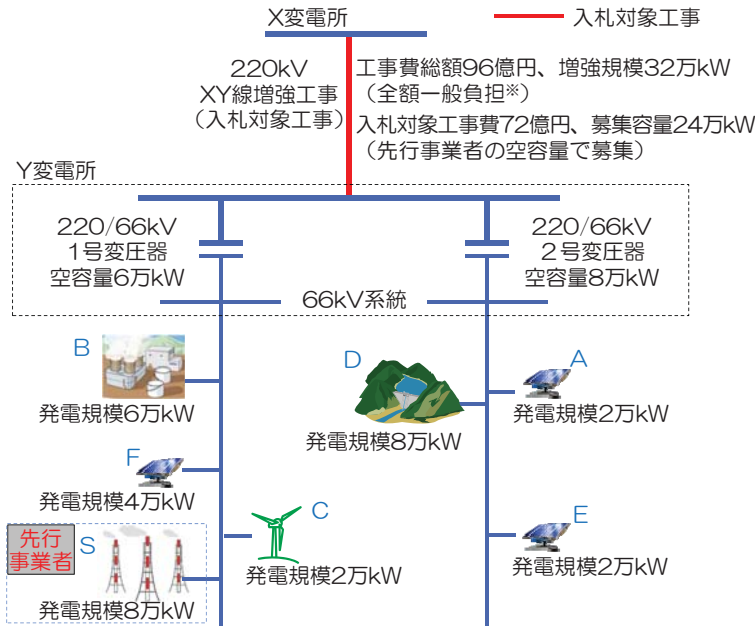 X変電所
入札対象工事
220kV
XY線増強工事
（入札対象工事）
工事費総額96億円、増強規模32万kW
（全額一般負担※）
入札対象工事費72億円、募集容量24万kW
（先行事業者の空容量で募集）
Y変電所
220/66kV
1号変圧器
空容量6万kW
220/66kV
２号変圧器
空容量8万kW
66kV系統
B
発電規模6万kW
D
発電規模8万kW
A
発電規模2万kW
F
発電規模4万kW
C
発電規模2万kW
E
発電規模2万kW
先行
事業者
S
発電規模8万kW